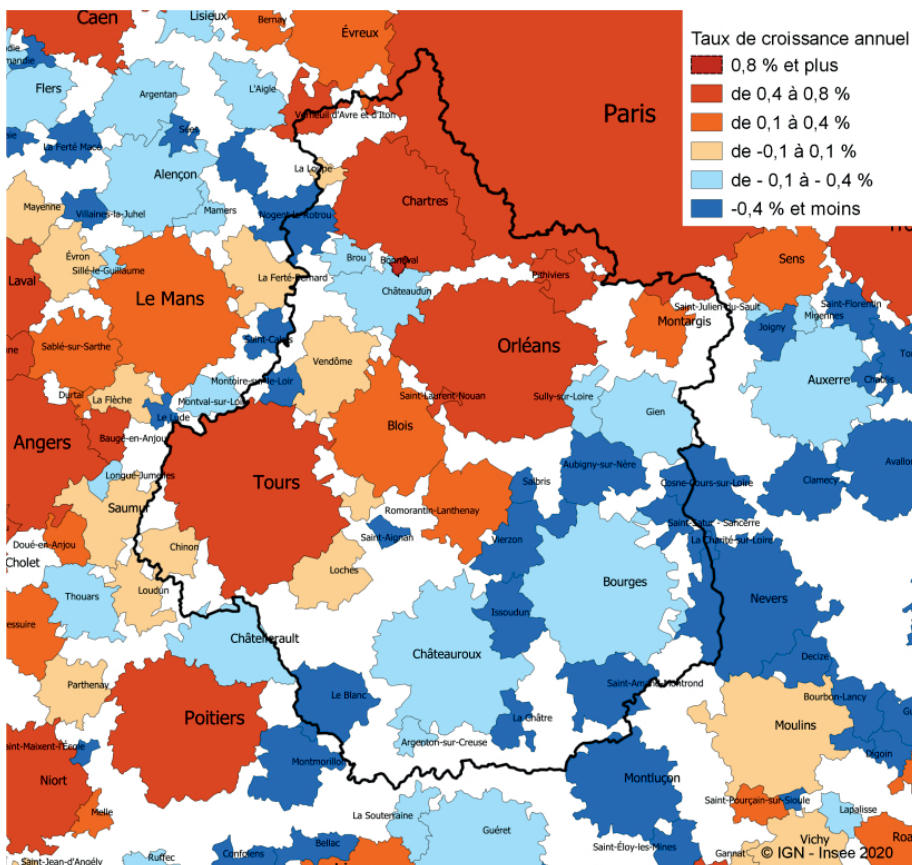 Taux de croissance annuel
0,8 % et plus
de 0,4 à 0,8 %
de 0,1 à 0,4 %
de -0,1 à 0,1 %
de - 0,1 à - 0,4 %
-0,4 % et moins
Caen
Lisieux
Bernay
Évreux
Paris
Flers
Argentan
L'Aigle
Verneuil d'Avre et d'Iton
La Ferté Macé
Sées
Alençon
La Loupe
Chartres
Mayenne
Villaines-la-Juhel
Mamers
Nogent-le-Rotrou
Évron
Sillé-le-Guillaume
La Ferté-Bernard
Brou
Bonneval
Pithiviers
Sens
Laval
Le Mans
Châteaudun
Saint-Julien-du-Sault
Saint-Florentin
Migennes
Montargis
Joigny
Sablé-sur-Sarthe
Saint-Calais
Vendôme
Orléans
Auxerre
Chablis
Durtal
La Flèche
Montoire-sur-le-Loir
Montval-sur-Loir
Le Lude
Saint-Laurent-Nouan
Sully-sur-Loire
Gien
Angers
Baugé-en-Anjou
Blois
Longué-Jumelles
Aubigny-sur-Nère
Avallon
Tours
Salbris
Cosne-Cours-sur-Loire
Clamecy
Saumur
Romorantin-Lanthenay
Saint-Satur - Sancerre
Doué-en-Anjou
Chinon
Saint-Aignan
Vierzon
La Charité-sur-Loire
Cholet
Loches
Bourges
Thouars
Loudun
Issoudun
Nevers
Châtellerault
Châteauroux
Decize
Parthenay
Le Blanc
Saint-Amand-Montrond
Bourbon-Lancy
Poitiers
La Châtre
Moulins
Saint-Maixent-l'École
Argenton-sur-Creuse
Digoin
Niort
Montmorillon
Montluçon
Melle
Saint-Pourçain-sur-Sioule
Lapalisse
La Souterraine
Guéret
Bellac
Saint-Éloy-les-Mines
Vichy
Saint-Jean-d'Angély
Ruffec
Confolens
Gannat
© IGN - Insee 2020